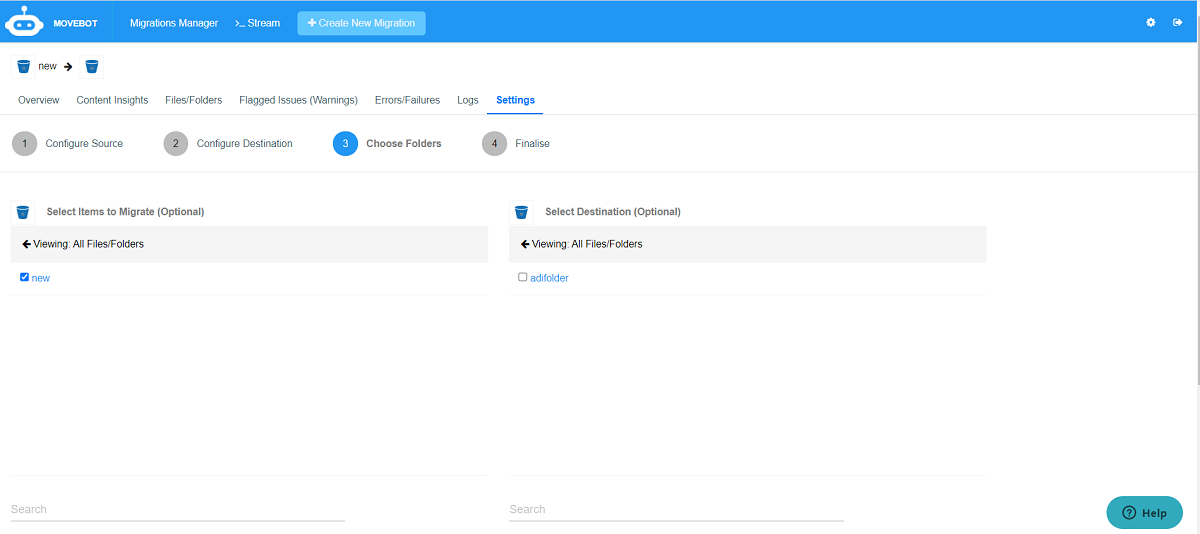 MOVEBOT Migrations Manager >_ Stream + Create New Migration
new
Overview Content Insights Files/Folders Flagged Issues (Warnings) Errors/Failures Logs Settings
1 Configure Source 2 Configure Destination 3 Choose Folders 4 Finalise
Select Items to Migrate (Optional)
Viewing: All Files/Folders
new
Search
Select Destination (Optional)
Viewing: All Files/Folders
adifolder
Search
Help